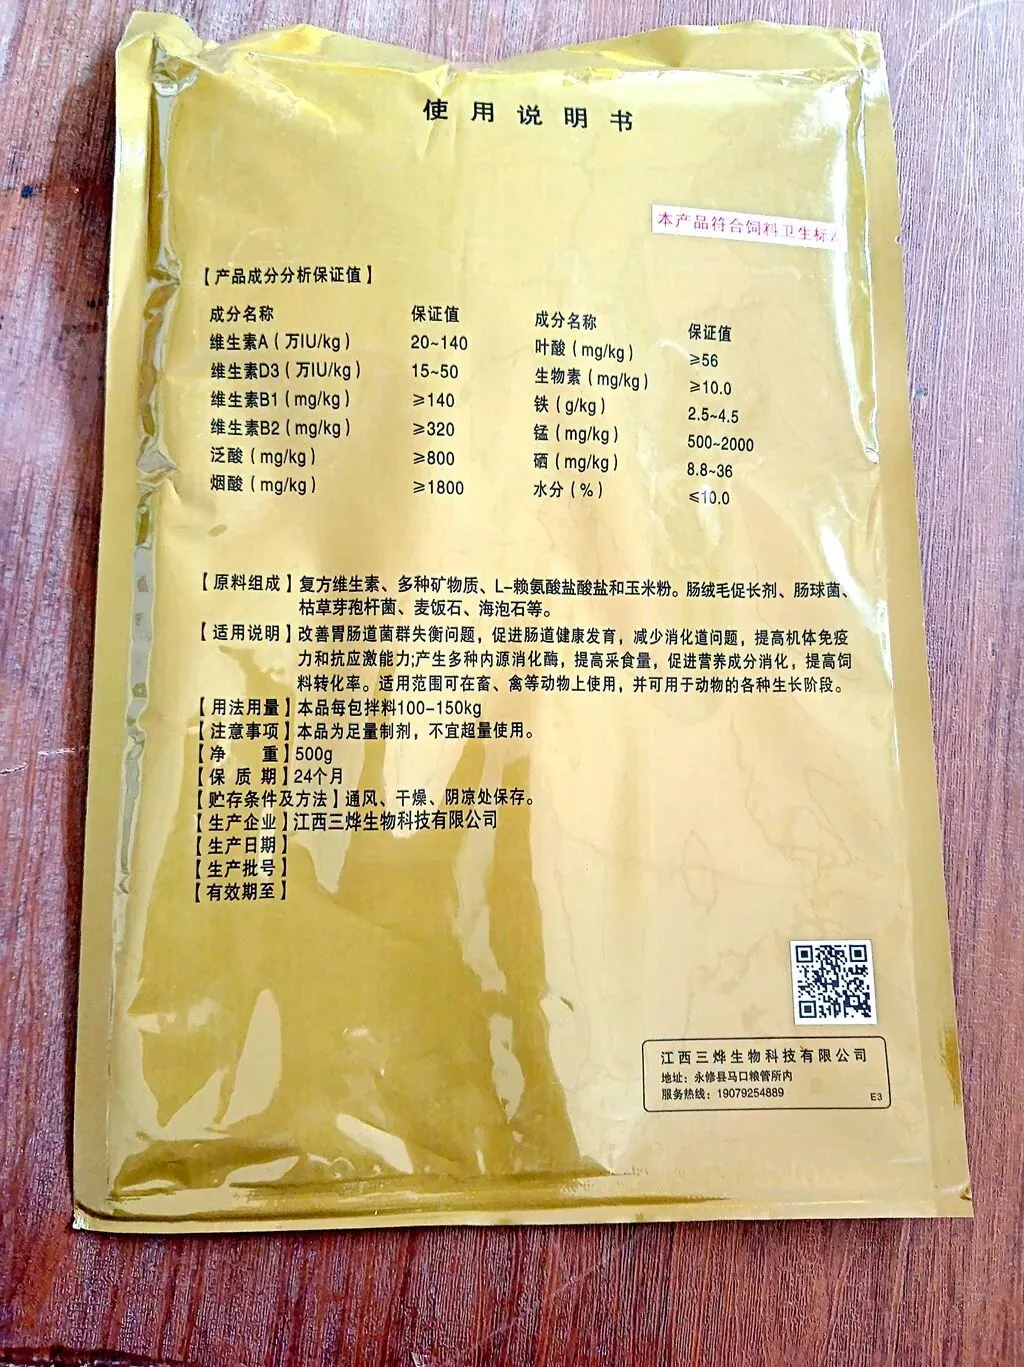 使用说明书
本产品符合饲料卫生标
【产品成分分析保证值】
成分名称 保证值 成分名称 保证值
维生素A（万IU/kg） 20~140 叶酸（mg/kg） ≥56
维生素D3（万IU/kg） 15~50 生物素（mg/kg） ≥10.0
维生素B1（mg/kg） ≥140 铁（g/kg） 2.5~4.5
维生素B2（mg/kg） ≥320 锰（mg/kg） 500~2000
泛酸（mg/kg） ≥800 硒（mg/kg） 8.8~36
烟酸（mg/kg） ≥1800 水分（%） ≤10.0
【原料组成】复方维生素、多种矿物质、L-赖氨酸盐酸盐和玉米粉。肠绒毛促长剂、肠球菌、
枯草芽孢杆菌、麦饭石、海泡石等。
【适用说明】改善胃肠道菌群失衡问题，促进肠道健康发育，减少消化道问题，提高机体免疫
力和抗应激能力;产生多种内源消化酶，提高采食量，促进营养成分消化，提高饲
料转化率。适用范围可在畜、禽等动物上使用，并可用于动物的各种生长阶段。
【用法用量】本品每包拌料100-150kg
【注意事项】本品为足量制剂，不宜超量使用。
【净 重】500g
【保 质 期】24个月
【贮存条件及方法】通风、干燥、阴凉处保存。
【生产企业】江西三烨生物科技有限公司
【生产日期】
【生产批号】
【有效期至】
江西三烨生物科技有限公司
地址：永修县马口粮管所内
服务热线：19079254889
E3